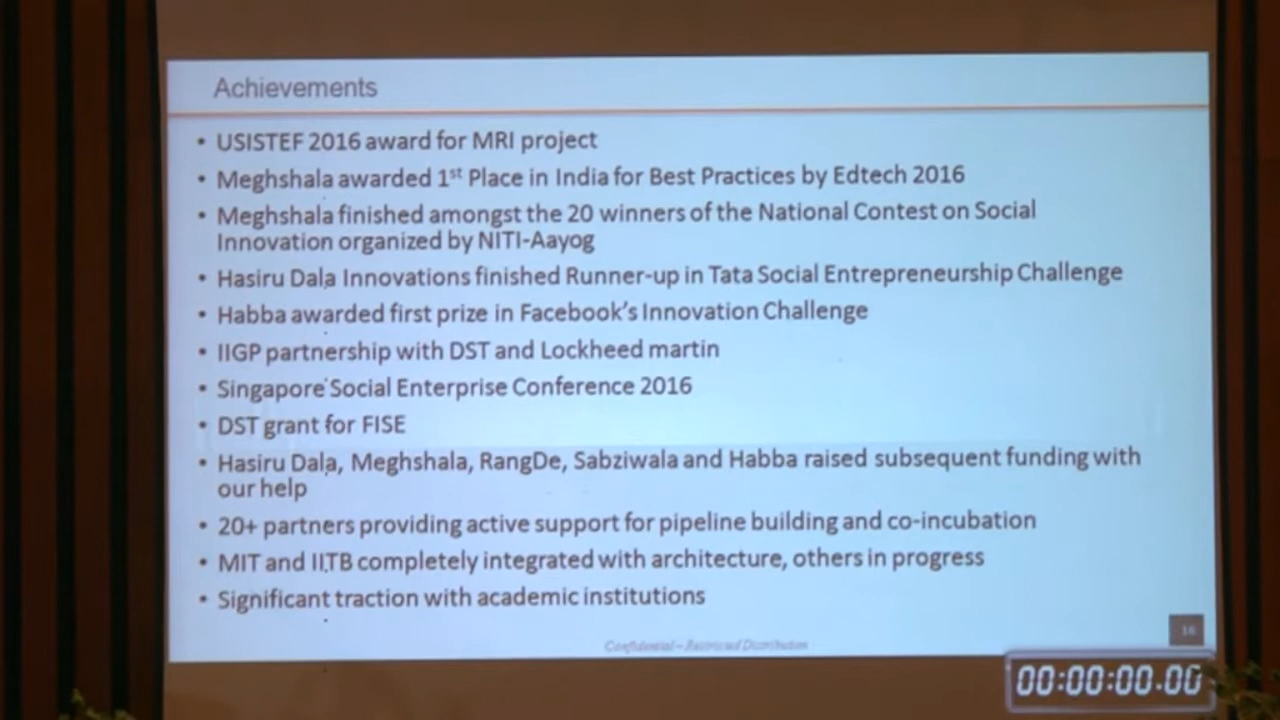 Achievements
• USISTEF 2016 award for MRI project
• Meghshala awarded 1st Place in India for Best Practices by Edtech 2016
• Meghshala finished amongst the 20 winners of the National Contest on Social
Innovation organized by NITI-Aayog
• Hasiru Dala Innovations finished Runner-up in Tata Social Entrepreneurship Challenge
• Habba awarded first prize in Facebook's Innovation Challenge
• IIGP partnership with DST and Lockheed martin
• Singapore Social Enterprise Conference 2016
• DST grant for FISE
• Hasiru Dala, Meghshala, RangDe, Sabziwala and Habba raised subsequent funding with
our help
• 20+ partners providing active support for pipeline building and co-incubation
• MIT and IITB completely integrated with architecture, others in progress
• Significant traction with academic institutions
Confidential – Restricted Distribution
16
00:00:00.00